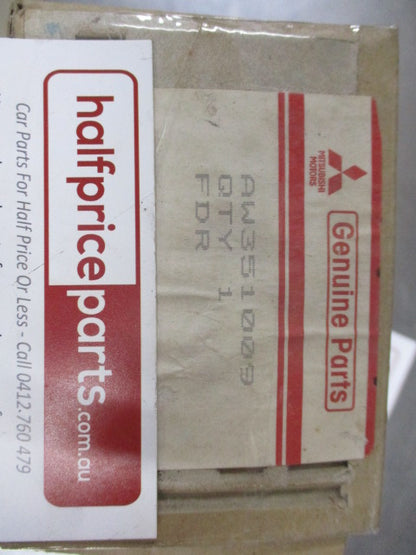 MITSUBISHI
MOTORS
Genuine Parts
AW351009
QTY 1
FDR
halfpriceparts.com.au
Car Parts For Half Price Or Less - Call 0412 760 479